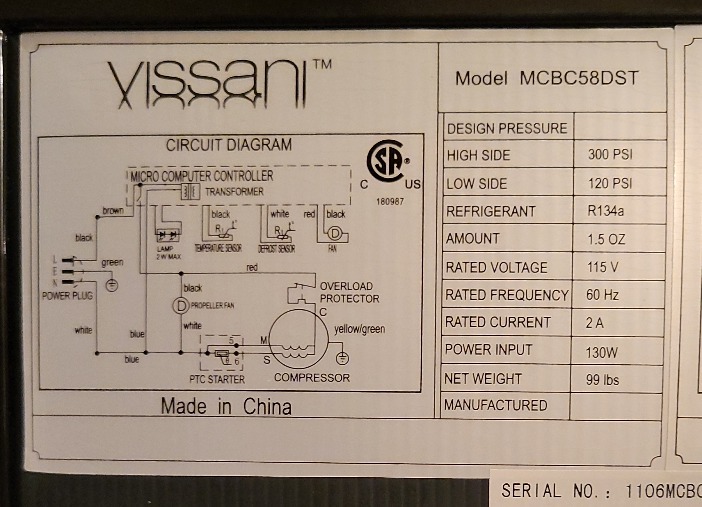 VISSANI™
Model MCBC58DST
CIRCUIT DIAGRAM
MICRO COMPUTER CONTROLLER
TRANSFORMER
SA®
C US
180987
brown
black
white
red
black
black
LAMP
2 W MAX
TEMPERATURE SENSOR
DEFROST SENSOR
D
FAN
L
E
N
green
POWER PLUG
red
black
D PROPELLER FAN
OVERLOAD
PROTECTOR
C
white
blue
white
yellow/green
blue
5
6
M
S
PTC STARTER
COMPRESSOR
Made in China
DESIGN PRESSURE
HIGH SIDE 300 PSI
LOW SIDE 120 PSI
REFRIGERANT R134a
AMOUNT 1.5 OZ
RATED VOLTAGE 115 V
RATED FREQUENCY 60 Hz
RATED CURRENT 2 A
POWER INPUT 130W
NET WEIGHT 99 lbs
MANUFACTURED
SERIAL NO.: 1106MCBC